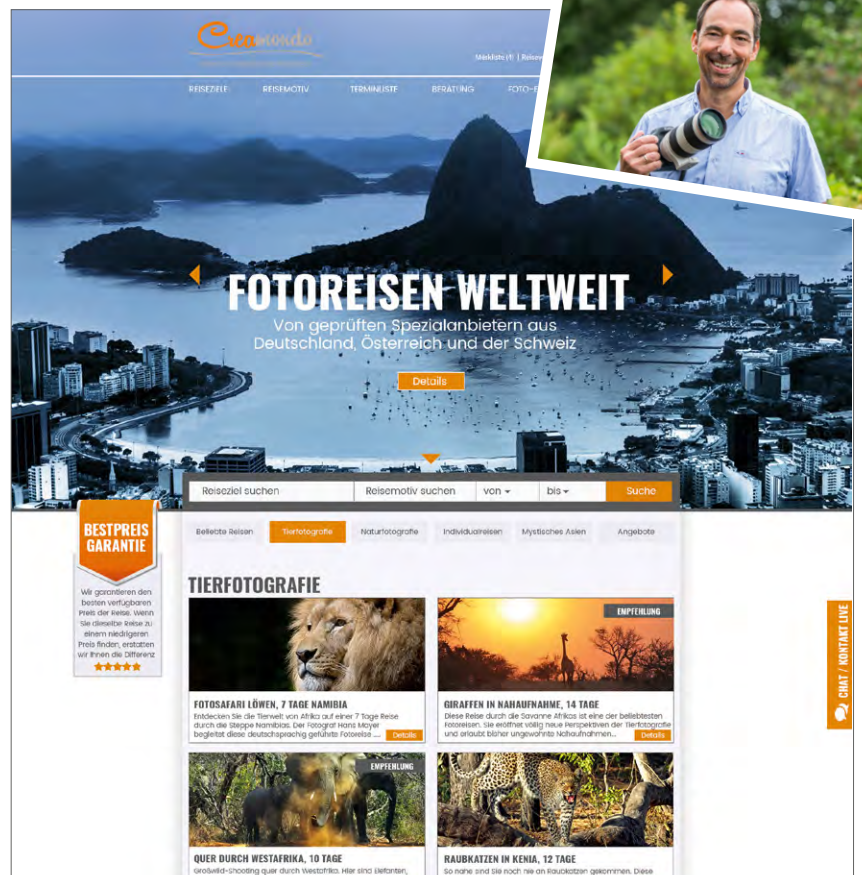 Creamondo
Merkliste (1) |
REISEZIELE REISEMOTIV TERMINLISTE BERATUNG
FOTOREISEN WELTWEIT
Von geprüften Spezialanbietern aus
Deutschland, Österreich und der Schweiz
Details
Reiseziel suchen Reisemotiv suchen von bis Suche
Beliebte Reisen Tierfotografie Naturfotografie Individualreisen Mystisches Asien Angebote
BESTPREIS
GARANTIE
Wir garantieren den
besten verfügbaren
Preis der Reise. Wenn
Sie dieselbe Reise zu
einem niedrigeren
Preis finden, erstatten
wir Ihnen die Differenz
TIERFOTOGRAFIE
FOTOSAFARI LÖWEN, 7 TAGE NAMIBIA
Entdecken Sie die Tierwelt von Afrika auf einer 7 Tage Reise
durch die Steppe Namibias. Der Fotograf Hans Mayer
begleitet diese deutschsprachig geführte Fotoreise .... Details
EMPFEHLUNG
GIRAFFEN IN NAHAUFNAHME, 14 TAGE
Diese Reise durch die Savanne Afrikas ist eine der beliebtesten
Fotoreisen. Sie eröffnet völlig neue Perspektiven der Tierfotografie
und erlaubt bisher ungewohnte Nahaufnahmen... Details
EMPFEHLUNG
QUER DURCH WESTAFRIKA, 10 TAGE
Großwild-Shooting quer durch Westafrika. Hier sind Elefanten,
RAUBKATZEN IN KENIA, 12 TAGE
So nahe sind Sie noch nie an Raubkatzen gekommen. Diese
CHAT / KONTAKT LIVE